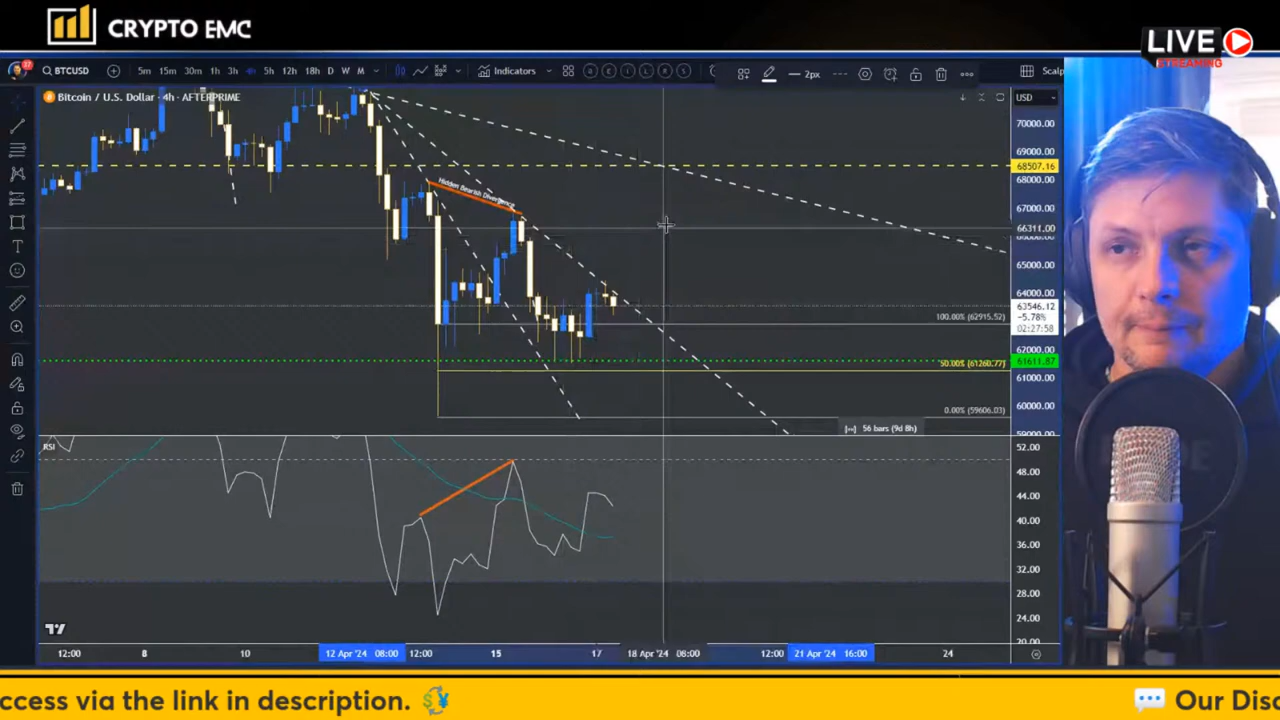 CRYPTO EMC
LIVE
STREAMING
BTCUSD
5m 15m 30m 1h 3h 5h 12h 18h D W M
Indicators
2px
Scal
Bitcoin / U.S. Dollar · 4h · AFTERPRIME
USD
70000.00
69000.00
68507.16
68000.00
67000.00
66311.00
65000.00
64000.00
63546.12
-5.78%
02:27:58
62000.00
61611.87
61000.00
60000.00
59000.00
Hidden Bearish Divergence
100.00% (62915.52)
50.00% (61260.77)
0.00% (59606.03)
56 bars (9d 8h)
RSI
52.00
48.00
44.00
40.00
36.00
32.00
28.00
24.00
20.00
12:00 8 10 12 Apr '24 08:00 12:00 15 17 18 Apr '24 08:00 12:00 21 Apr '24 16:00 24
ccess via the link in description.
Our Disc